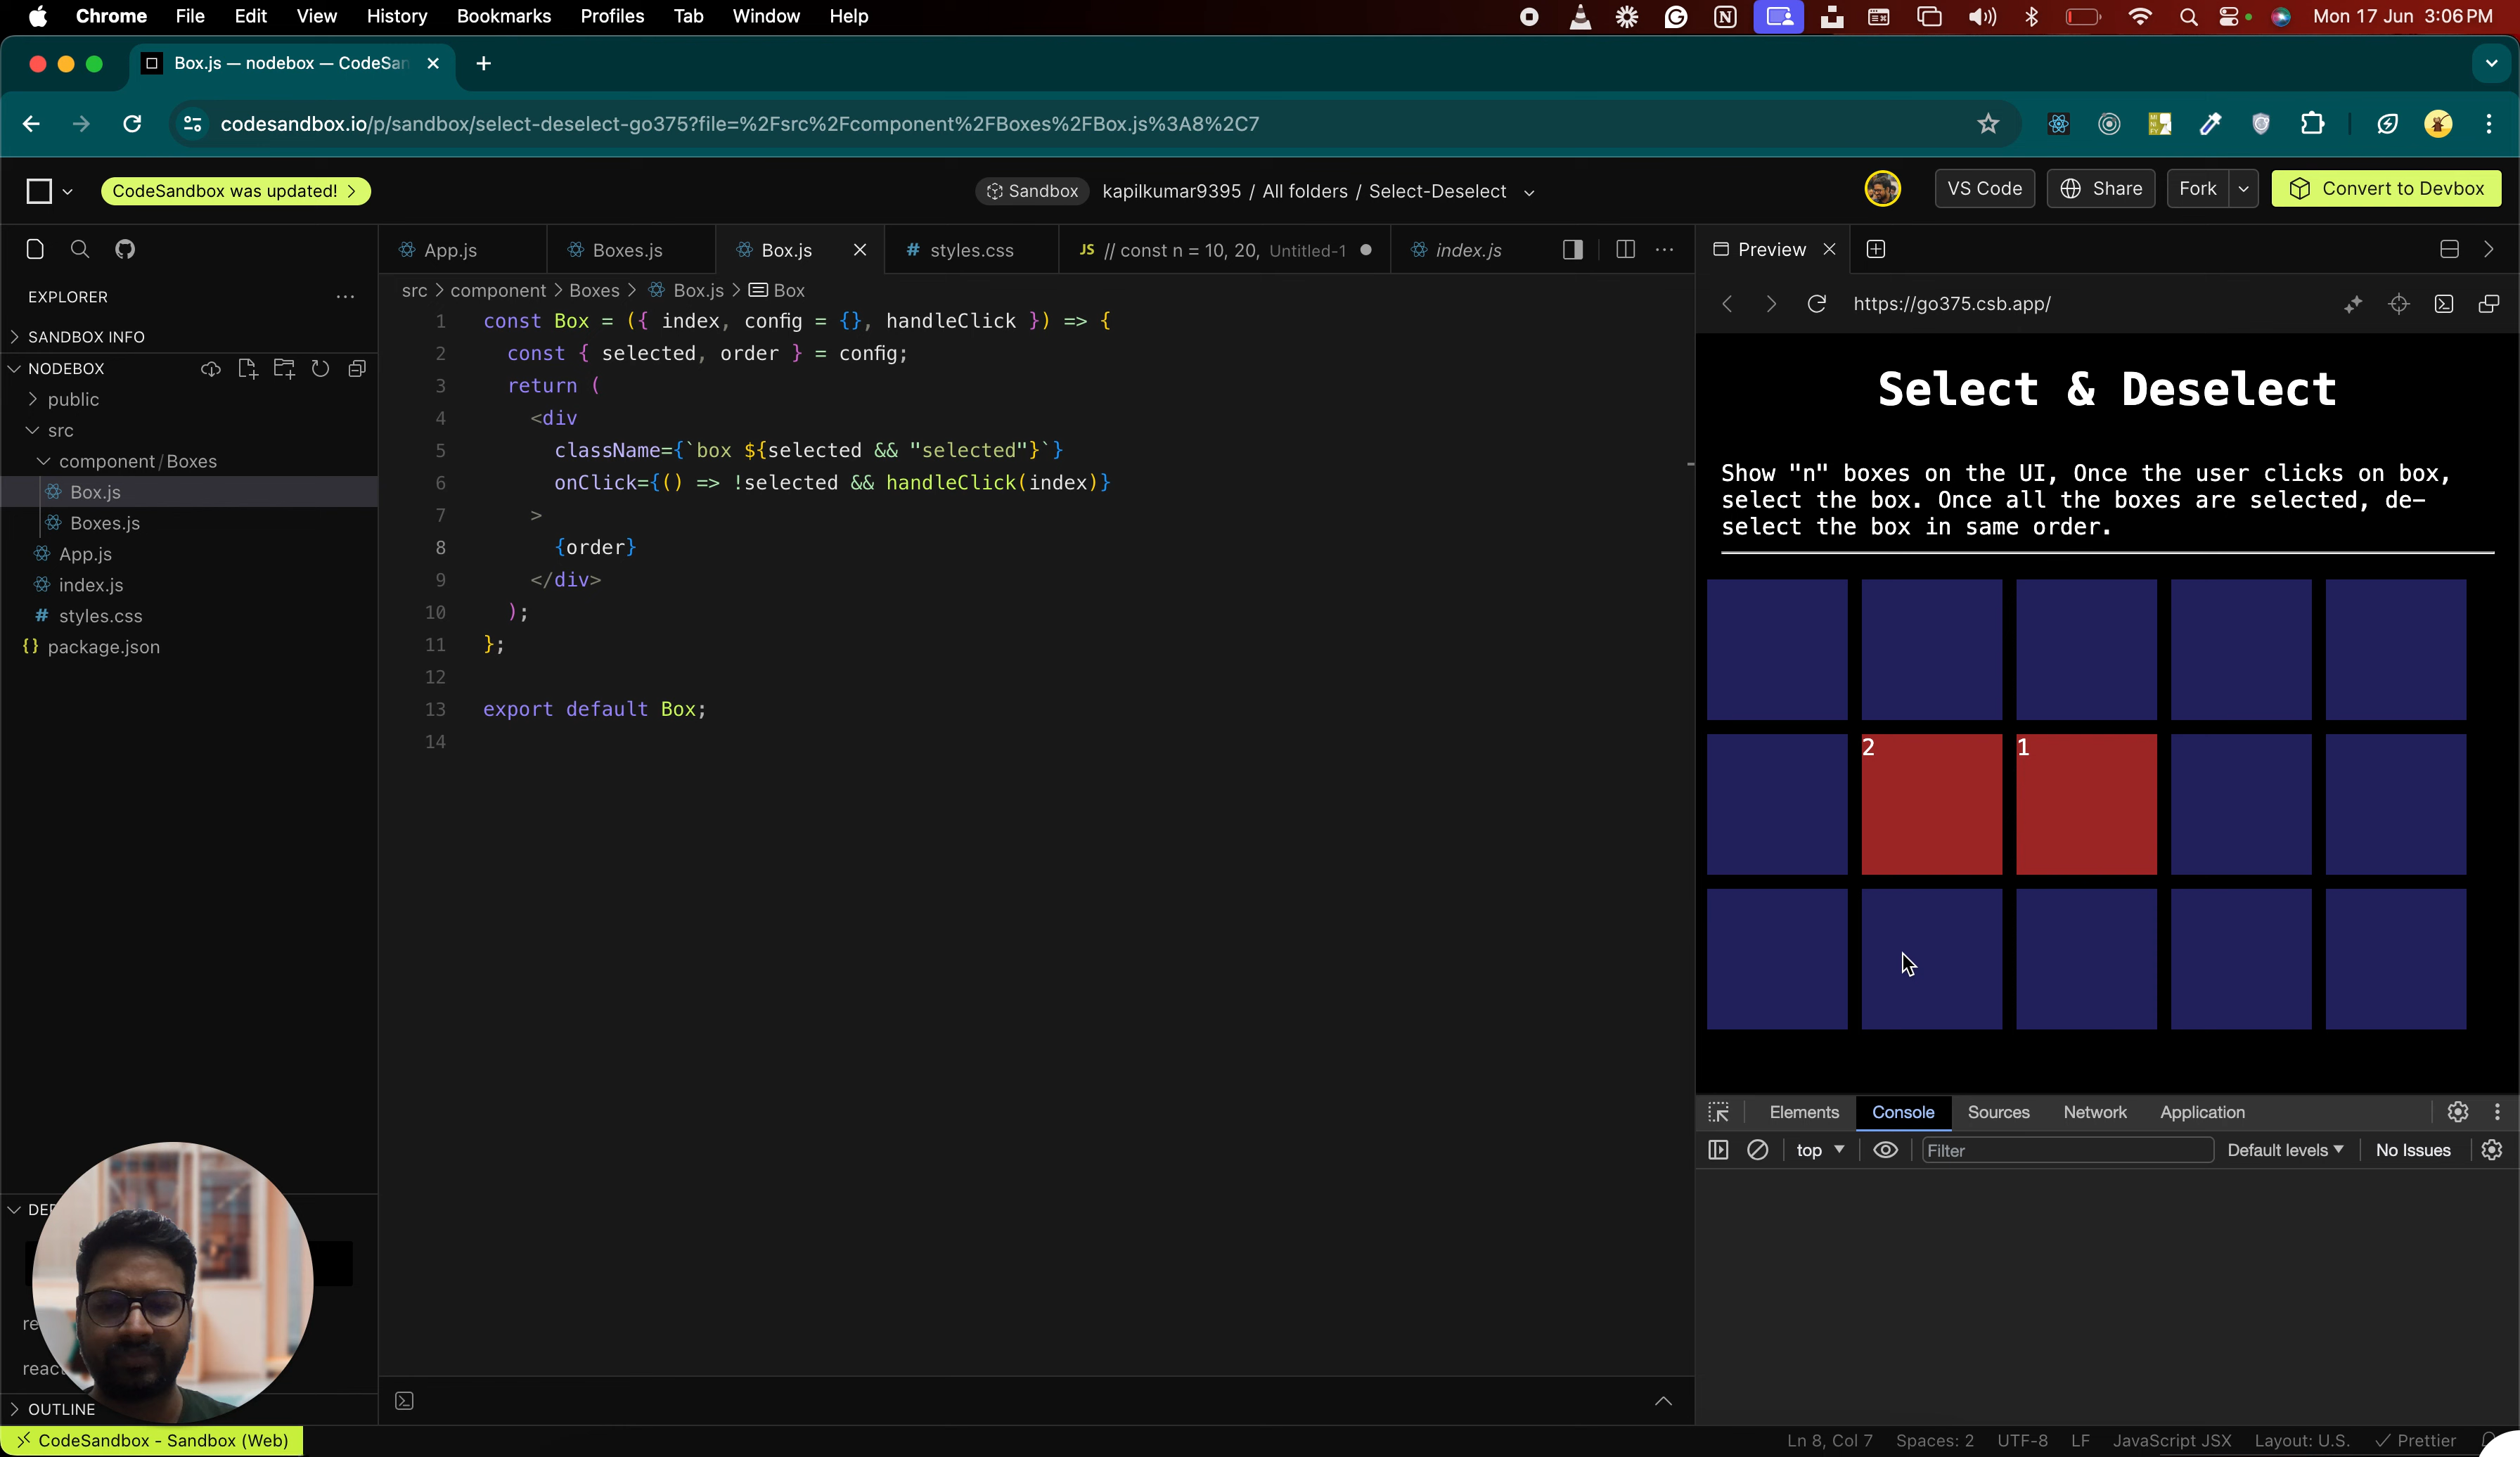 Chrome File Edit View History Bookmarks Profiles Tab Window Help Mon 17 Jun 3:06 PM
Box.js — nodebox — CodeSan
codesandbox.io/p/sandbox/select-deselect-go375?file=%2Fsrc%2Fcomponent%2FBoxes%2FBox.js%3A8%2C7
CodeSandbox was updated! Sandbox kapilkumar9395 / All folders / Select-Deselect VS Code Share Fork Convert to Devbox
App.js Boxes.js Box.js # styles.css JS // const n = 10, 20, Untitled-1 index.js
Preview
EXPLORER
SANDBOX INFO
NODEBOX
public
src
component/Boxes
Box.js
Boxes.js
App.js
index.js
# styles.css
{} package.json
DE
re
reac
OUTLINE
src > component > Boxes > Box.js > Box
1 const Box = ({ index, config = {}, handleClick }) => {
2 const { selected, order } = config;
3 return (
4 <div
5 className={`box ${selected && "selected"}`}
6 onClick={() => !selected && handleClick(index)}
7 >
8 {order}
9 </div>
10 );
11 };
12
13 export default Box;
14
https://go375.csb.app/
Select & Deselect
Show "n" boxes on the UI, Once the user clicks on box,
select the box. Once all the boxes are selected, de-
select the box in same order.
2 1
Elements Console Sources Network Application
top Filter Default levels No Issues
CodeSandbox - Sandbox (Web) Ln 8, Col 7 Spaces: 2 UTF-8 LF JavaScript JSX Layout: U.S. Prettier